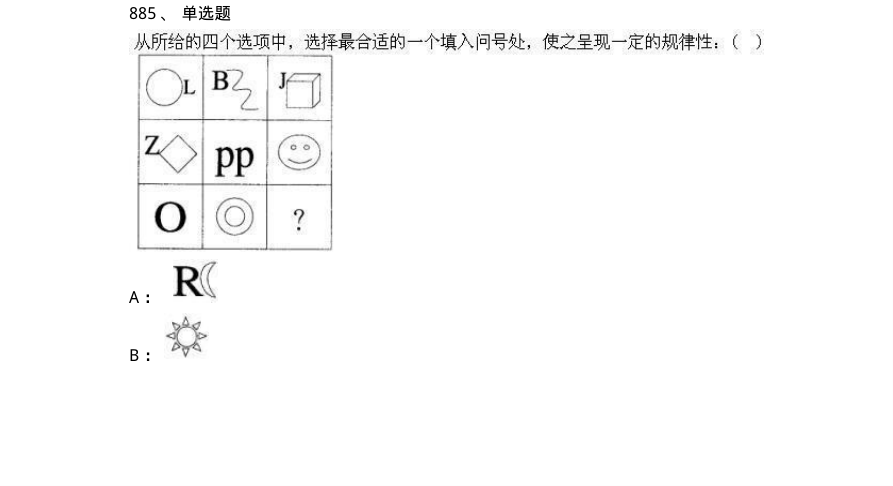 885、 单选题
从所给的四个选项中，选择最合适的一个填入问号处，使之呈现一定的规律性：（ ）
L B J
Z pp
O ?
A： R
B：